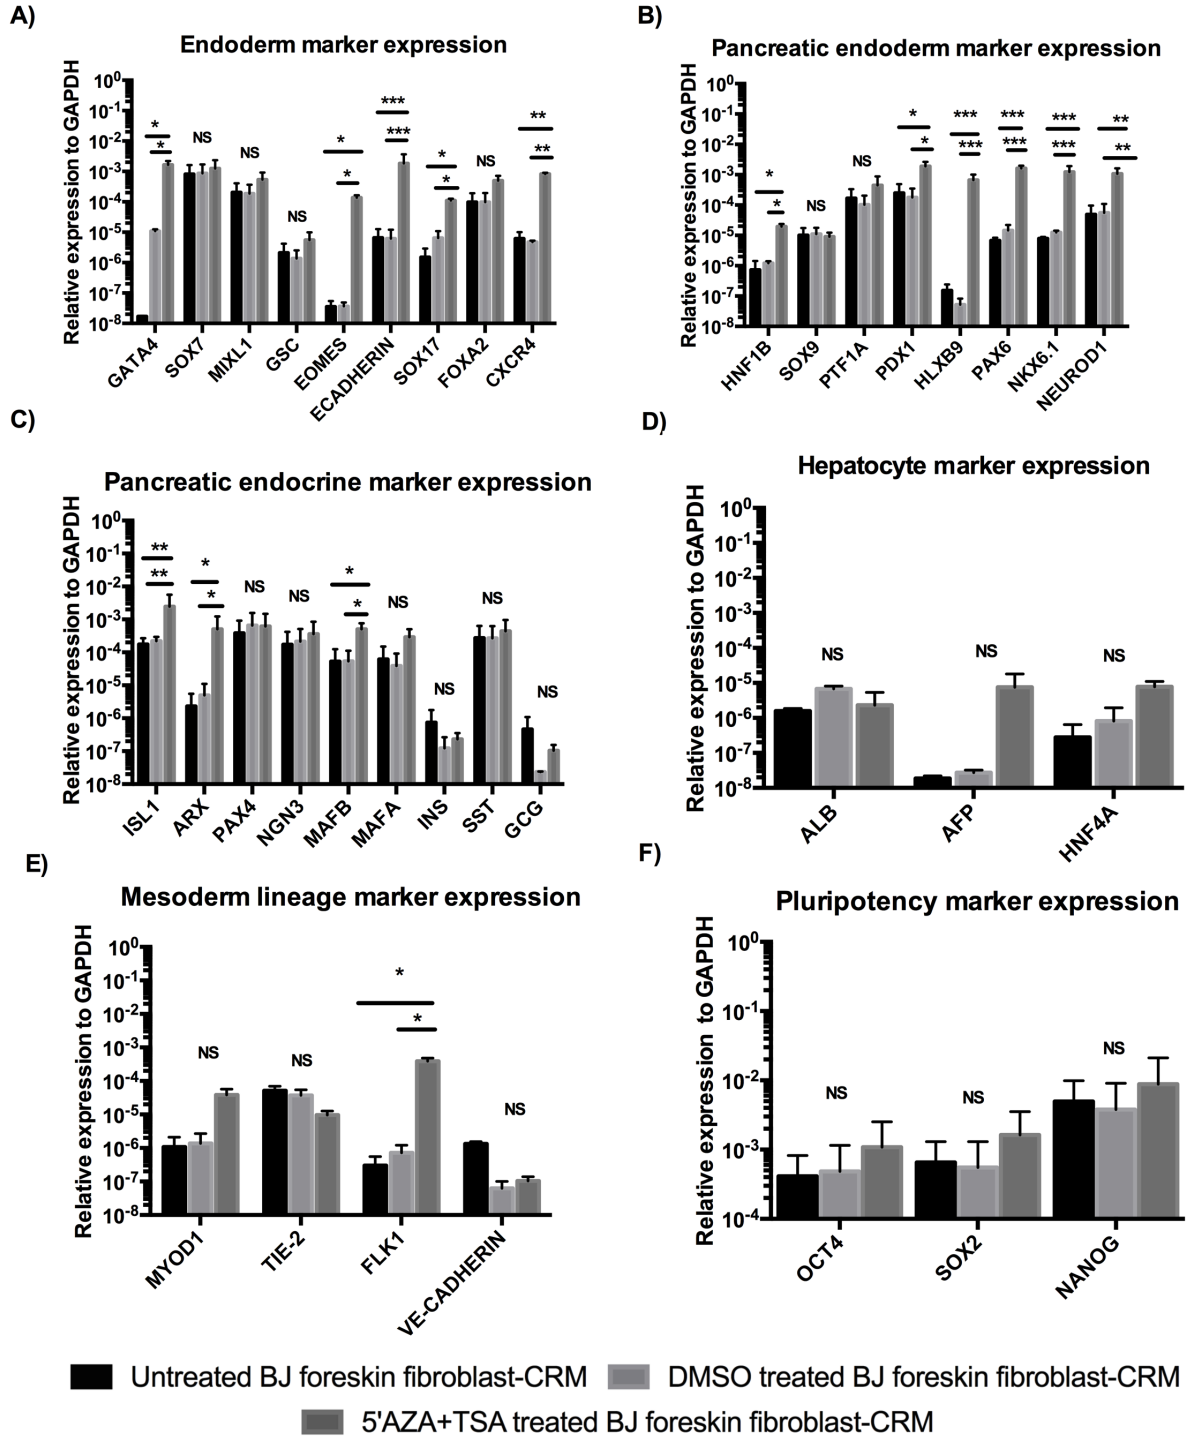 A)
Endoderm marker expression
Relative expression to GAPDH
10^0
10^-1
10^-2
10^-3
10^-4
10^-5
10^-6
10^-7
10^-8
* * NS NS NS * * *** *** * * NS ** **
GATA4 SOX7 MIXL1 GSC EOMES ECADHERIN SOX17 FOXA2 CXCR4
B)
Pancreatic endoderm marker expression
Relative expression to GAPDH
10^0
10^-1
10^-2
10^-3
10^-4
10^-5
10^-6
10^-7
10^-8
* * NS NS * * *** *** *** *** *** *** ** **
HNF1B SOX9 PTF1A PDX1 HLXB9 PAX6 NKX6.1 NEUROD1
C)
Pancreatic endocrine marker expression
Relative expression to GAPDH
10^0
10^-1
10^-2
10^-3
10^-4
10^-5
10^-6
10^-7
10^-8
** ** * * NS NS * * NS NS NS NS
ISL1 ARX PAX4 NGN3 MAFB MAFA INS SST GCG
D)
Hepatocyte marker expression
Relative expression to GAPDH
10^0
10^-1
10^-2
10^-3
10^-4
10^-5
10^-6
10^-7
10^-8
NS NS NS
ALB AFP HNF4A
E)
Mesoderm lineage marker expression
Relative expression to GAPDH
10^0
10^-1
10^-2
10^-3
10^-4
10^-5
10^-6
10^-7
10^-8
NS NS * * NS
MYOD1 TIE-2 FLK1 VE-CADHERIN
F)
Pluripotency marker expression
Relative expression to GAPDH
10^0
10^-1
10^-2
10^-3
10^-4
NS NS NS
OCT4 SOX2 NANOG
Untreated BJ foreskin fibroblast-CRM DMSO treated BJ foreskin fibroblast-CRM
5'AZA+TSA treated BJ foreskin fibroblast-CRM